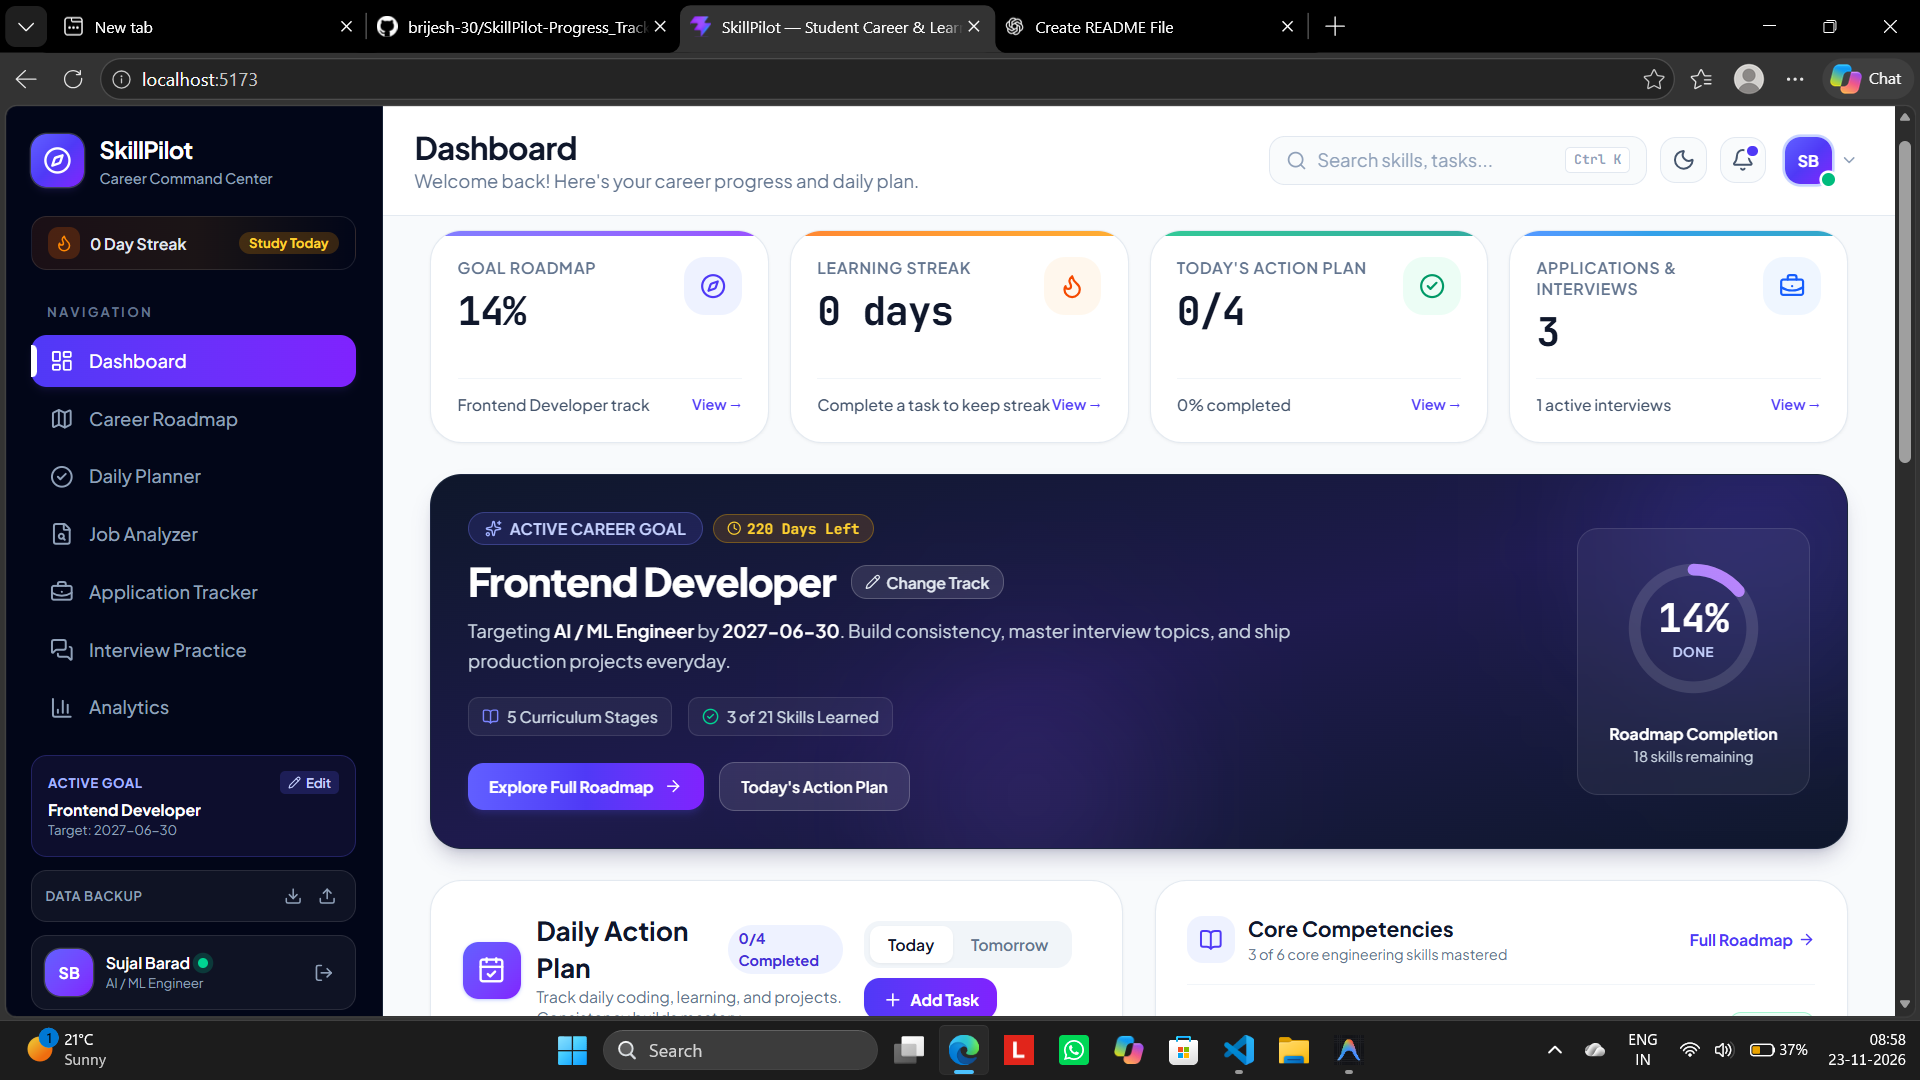 New tab
brijesh-30/SkillPilot-Progress_Trac
SkillPilot — Student Career & Lear
Create README File
localhost:5173
Chat
SkillPilot
Career Command Center
0 Day Streak
Study Today
NAVIGATION
Dashboard
Career Roadmap
Daily Planner
Job Analyzer
Application Tracker
Interview Practice
Analytics
ACTIVE GOAL
Edit
Frontend Developer
Target: 2027-06-30
DATA BACKUP
SB
Sujal Barad
AI / ML Engineer
Dashboard
Welcome back! Here's your career progress and daily plan.
Search skills, tasks...
Ctrl K
SB
GOAL ROADMAP
14%
Frontend Developer track
View →
LEARNING STREAK
0 days
Complete a task to keep streak
View →
TODAY'S ACTION PLAN
0/4
0% completed
View →
APPLICATIONS &
INTERVIEWS
3
1 active interviews
View →
ACTIVE CAREER GOAL
220 Days Left
Frontend Developer
Change Track
Targeting AI / ML Engineer by 2027-06-30. Build consistency, master interview topics, and ship
production projects everyday.
5 Curriculum Stages
3 of 21 Skills Learned
Explore Full Roadmap →
Today's Action Plan
14%
DONE
Roadmap Completion
18 skills remaining
Daily Action
Plan
0/4
Completed
Track daily coding, learning, and projects.
Today
Tomorrow
+ Add Task
Core Competencies
3 of 6 core engineering skills mastered
Full Roadmap →
1
21°C
Sunny
Search
L
ENG
IN
37%
08:58
23-11-2026